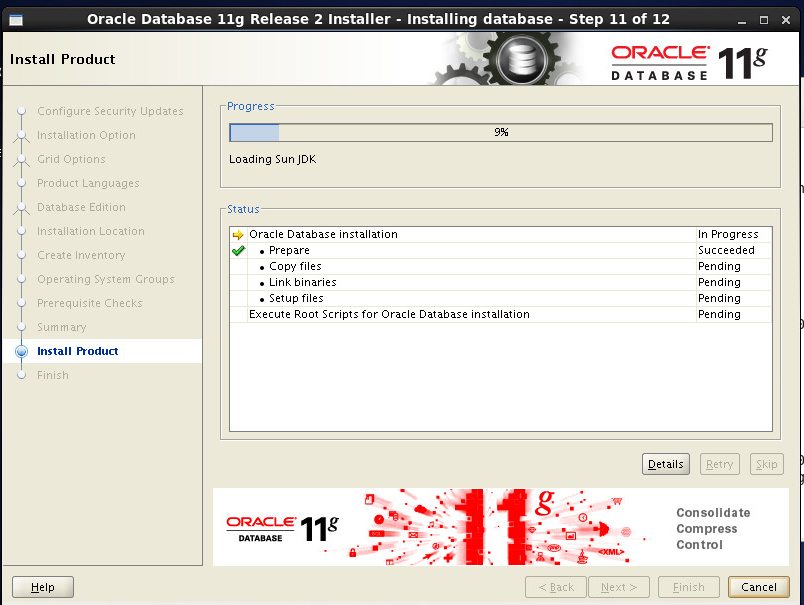 Oracle Database 11g Release 2 Installer - Installing database - Step 11 of 12
Install Product
ORACLE
DATABASE 11g
Configure Security Updates
Installation Option
Grid Options
Product Languages
Database Edition
Installation Location
Create Inventory
Operating System Groups
Prerequisite Checks
Summary
Install Product
Finish
Progress
9%
Loading Sun JDK
Status
Oracle Database installation In Progress
• Prepare Succeeded
• Copy files Pending
• Link binaries Pending
• Setup files Pending
Execute Root Scripts for Oracle Database installation Pending
Details Retry Skip
ORACLE
DATABASE 11g
11g
<XML>
Consolidate
Compress
Control
Help < Back Next > Finish Cancel